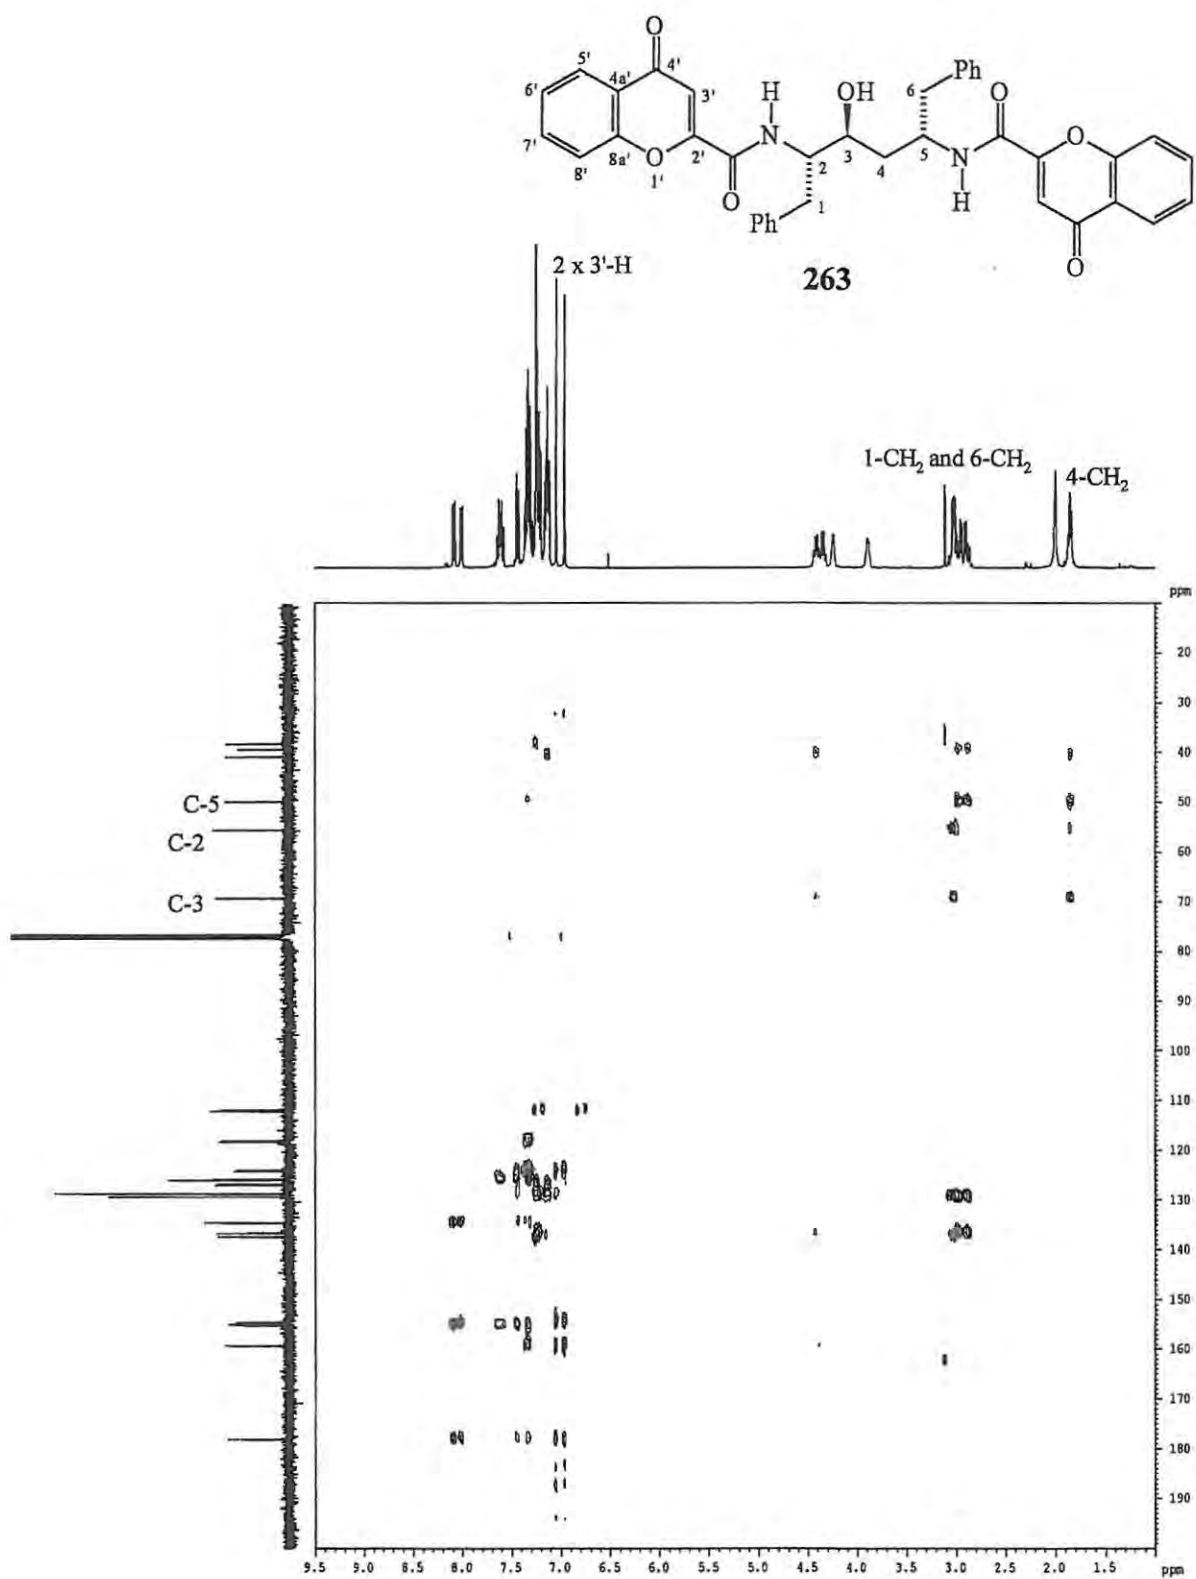 O
5'
4'
Ph
6'
4a'
3'
H
OH
6
O
7'
8a'
2'
N
3
5
N
O
8'
O
1'
2
4
H
O
Ph
1
O
263
2 x 3'-H
1-CH₂ and 6-CH₂
4-CH₂
ppm
20
30
40
C-5
50
C-2
60
C-3
70
80
90
100
110
120
130
140
150
160
170
180
190
9.5 9.0 8.5 8.0 7.5 7.0 6.5 6.0 5.5 5.0 4.5 4.0 3.5 3.0 2.5 2.0 1.5 ppm